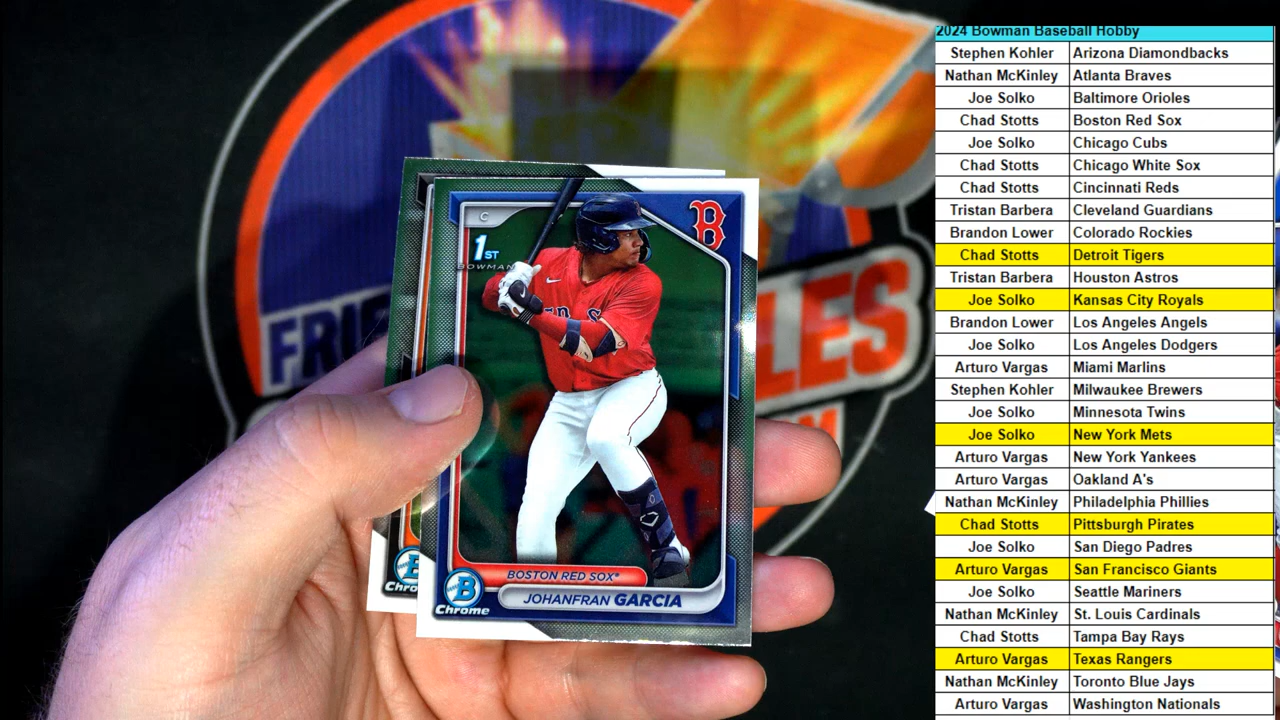 2024 Bowman Baseball Hobby
Stephen Kohler Arizona Diamondbacks
Nathan McKinley Atlanta Braves
Joe Solko Baltimore Orioles
Chad Stotts Boston Red Sox
Joe Solko Chicago Cubs
Chad Stotts Chicago White Sox
Chad Stotts Cincinnati Reds
Tristan Barbera Cleveland Guardians
Brandon Lower Colorado Rockies
Chad Stotts Detroit Tigers
Tristan Barbera Houston Astros
Joe Solko Kansas City Royals
Brandon Lower Los Angeles Angels
Joe Solko Los Angeles Dodgers
Arturo Vargas Miami Marlins
Stephen Kohler Milwaukee Brewers
Joe Solko Minnesota Twins
Joe Solko New York Mets
Arturo Vargas New York Yankees
Arturo Vargas Oakland A's
Nathan McKinley Philadelphia Phillies
Chad Stotts Pittsburgh Pirates
Joe Solko San Diego Padres
Arturo Vargas San Francisco Giants
Joe Solko Seattle Mariners
Nathan McKinley St. Louis Cardinals
Chad Stotts Tampa Bay Rays
Arturo Vargas Texas Rangers
Nathan McKinley Toronto Blue Jays
Arturo Vargas Washington Nationals
C
B
1ST
BOWMAN
BOSTON RED SOX®
JOHANFRAN GARCIA
B
Chrome